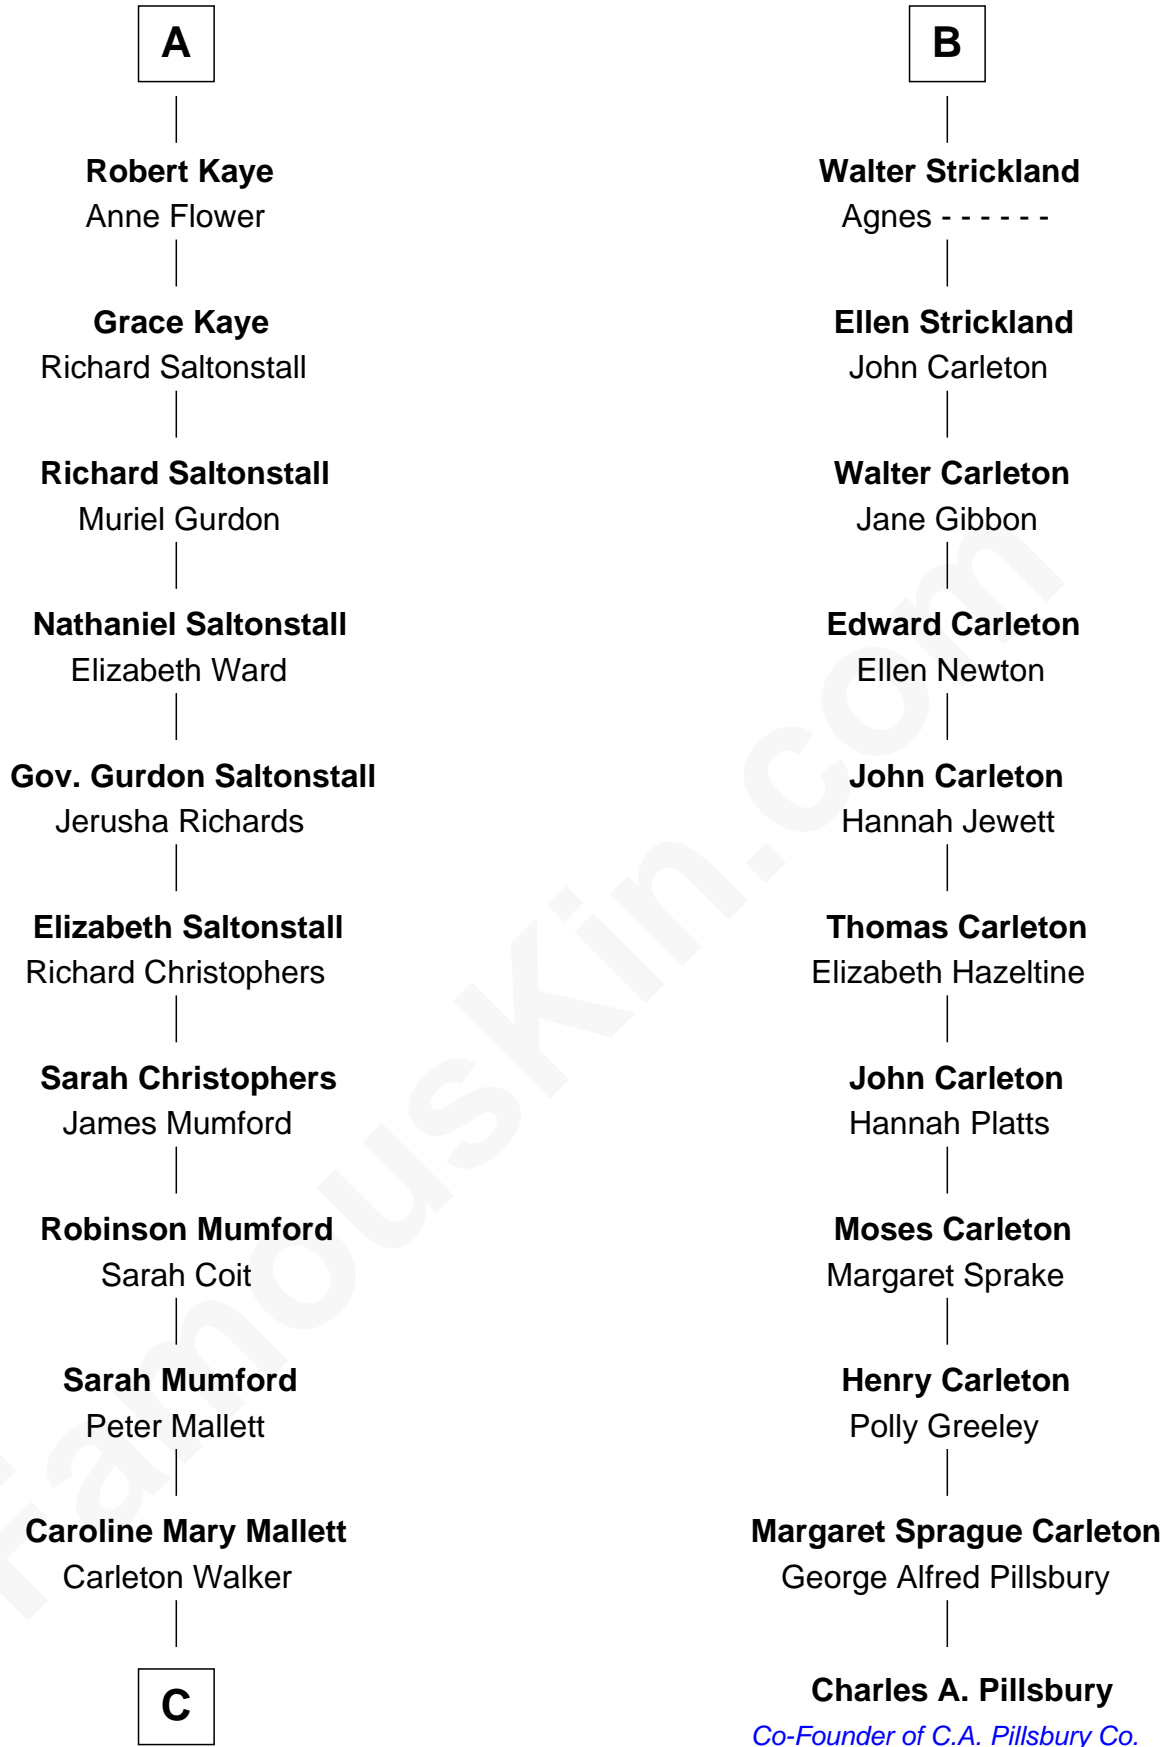 A
Robert Kaye
Anne Flower
Grace Kaye
Richard Saltonstall
Richard Saltonstall
Muriel Gurdon
Nathaniel Saltonstall
Elizabeth Ward
Gov. Gurdon Saltonstall
Jerusha Richards
Elizabeth Saltonstall
Richard Christophers
Sarah Christophers
James Mumford
Robinson Mumford
Sarah Coit
Sarah Mumford
Peter Mallett
Caroline Mary Mallett
Carleton Walker
C
B
Walter Strickland
Agnes - - - - - -
Ellen Strickland
John Carleton
Walter Carleton
Jane Gibbon
Edward Carleton
Ellen Newton
John Carleton
Hannah Jewett
Thomas Carleton
Elizabeth Hazeltine
John Carleton
Hannah Platts
Moses Carleton
Margaret Sprake
Henry Carleton
Polly Greeley
Margaret Sprague Carleton
George Alfred Pillsbury
Charles A. Pillsbury
Co-Founder of C.A. Pillsbury Co.
FamousKin.com